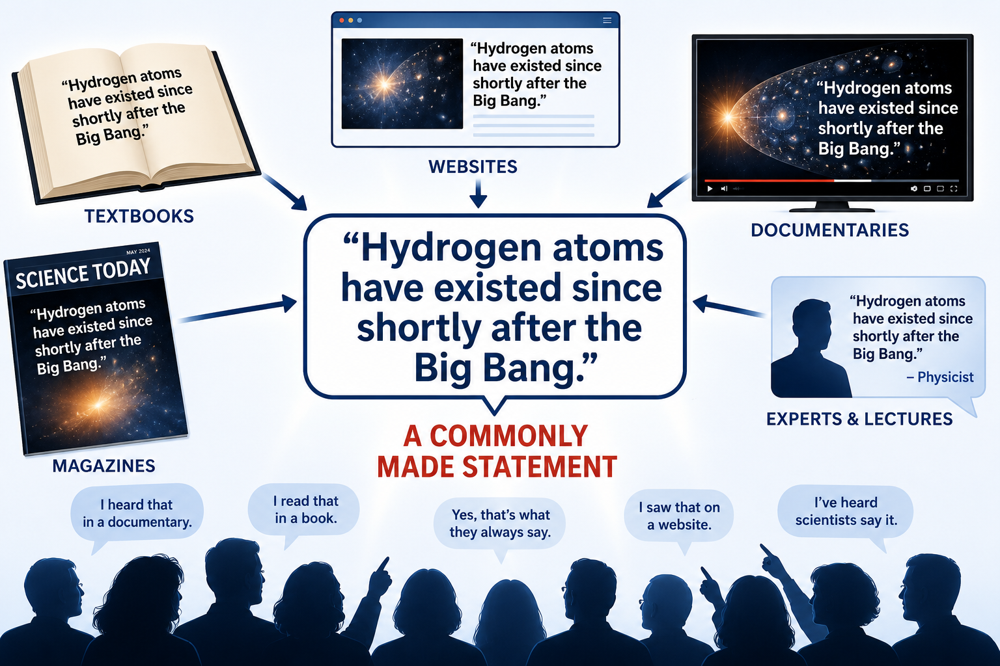 “Hydrogen atoms
have existed since
shortly after the
Big Bang.”
TEXTBOOKS
“Hydrogen atoms
have existed since
shortly after the
Big Bang.”
WEBSITES
“Hydrogen atoms
have existed since
shortly after the
Big Bang.”
DOCUMENTARIES
MAY 2024
SCIENCE TODAY
“Hydrogen atoms
have existed since
shortly after the
Big Bang.”
MAGAZINES
“Hydrogen atoms
have existed since
shortly after the
Big Bang.”
“Hydrogen atoms
have existed since
shortly after the
Big Bang.”
– Physicist
EXPERTS & LECTURES
A COMMONLY
MADE STATEMENT
I heard that
in a documentary.
I read that
in a book.
Yes, that’s what
they always say.
I saw that on
a website.
I’ve heard
scientists say it.